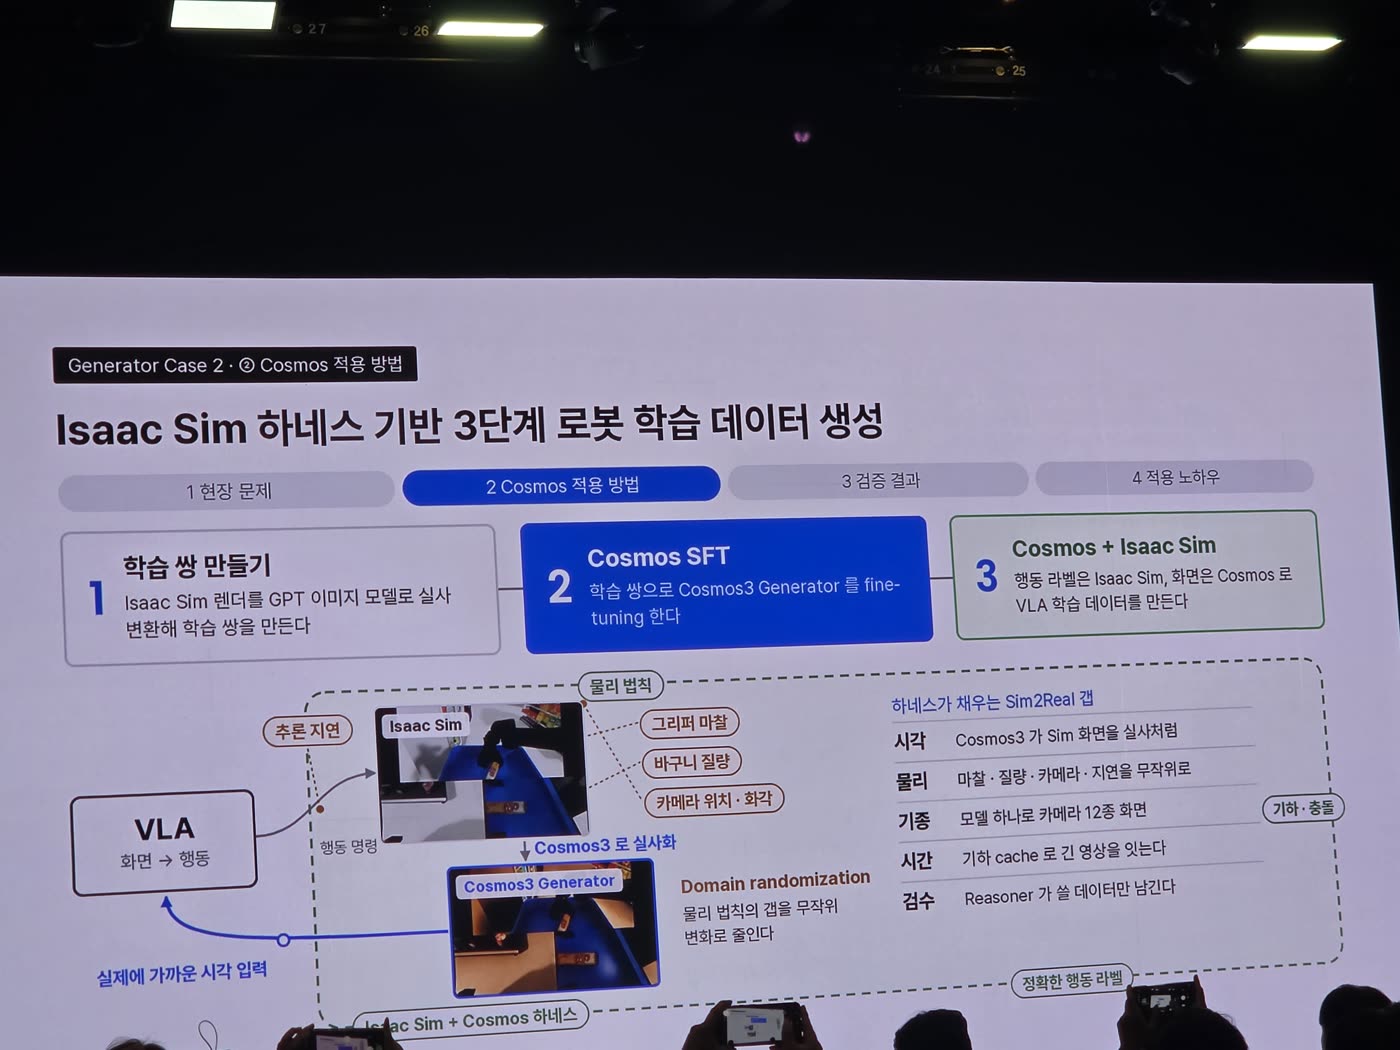 27
26
24
25
Generator Case 2 · ② Cosmos 적용 방법
Isaac Sim 하네스 기반 3단계 로봇 학습 데이터 생성
1 현장 문제
2 Cosmos 적용 방법
3 검증 결과
4 적용 노하우
1
학습 쌍 만들기
Isaac Sim 렌더를 GPT 이미지 모델로 실사
변환해 학습 쌍을 만든다
2
Cosmos SFT
학습 쌍으로 Cosmos3 Generator 를 fine-
tuning 한다
3
Cosmos + Isaac Sim
행동 라벨은 Isaac Sim, 화면은 Cosmos 로
VLA 학습 데이터를 만든다
물리 법칙
추론 지연
Isaac Sim
그리퍼 마찰
바구니 질량
카메라 위치 · 화각
VLA
화면 → 행동
행동 명령
Cosmos3 로 실사화
Cosmos3 Generator
Domain randomization
물리 법칙의 갭을 무작위
변화로 줄인다
실제에 가까운 시각 입력
하네스가 채우는 Sim2Real 갭
시각 Cosmos3 가 Sim 화면을 실사처럼
물리 마찰 · 질량 · 카메라 · 지연을 무작위로
기종 모델 하나로 카메라 12종 화면
시간 기하 cache 로 긴 영상을 잇는다
검수 Reasoner 가 쓸 데이터만 남긴다
기하 · 충돌
정확한 행동 라벨
Isaac Sim + Cosmos 하네스